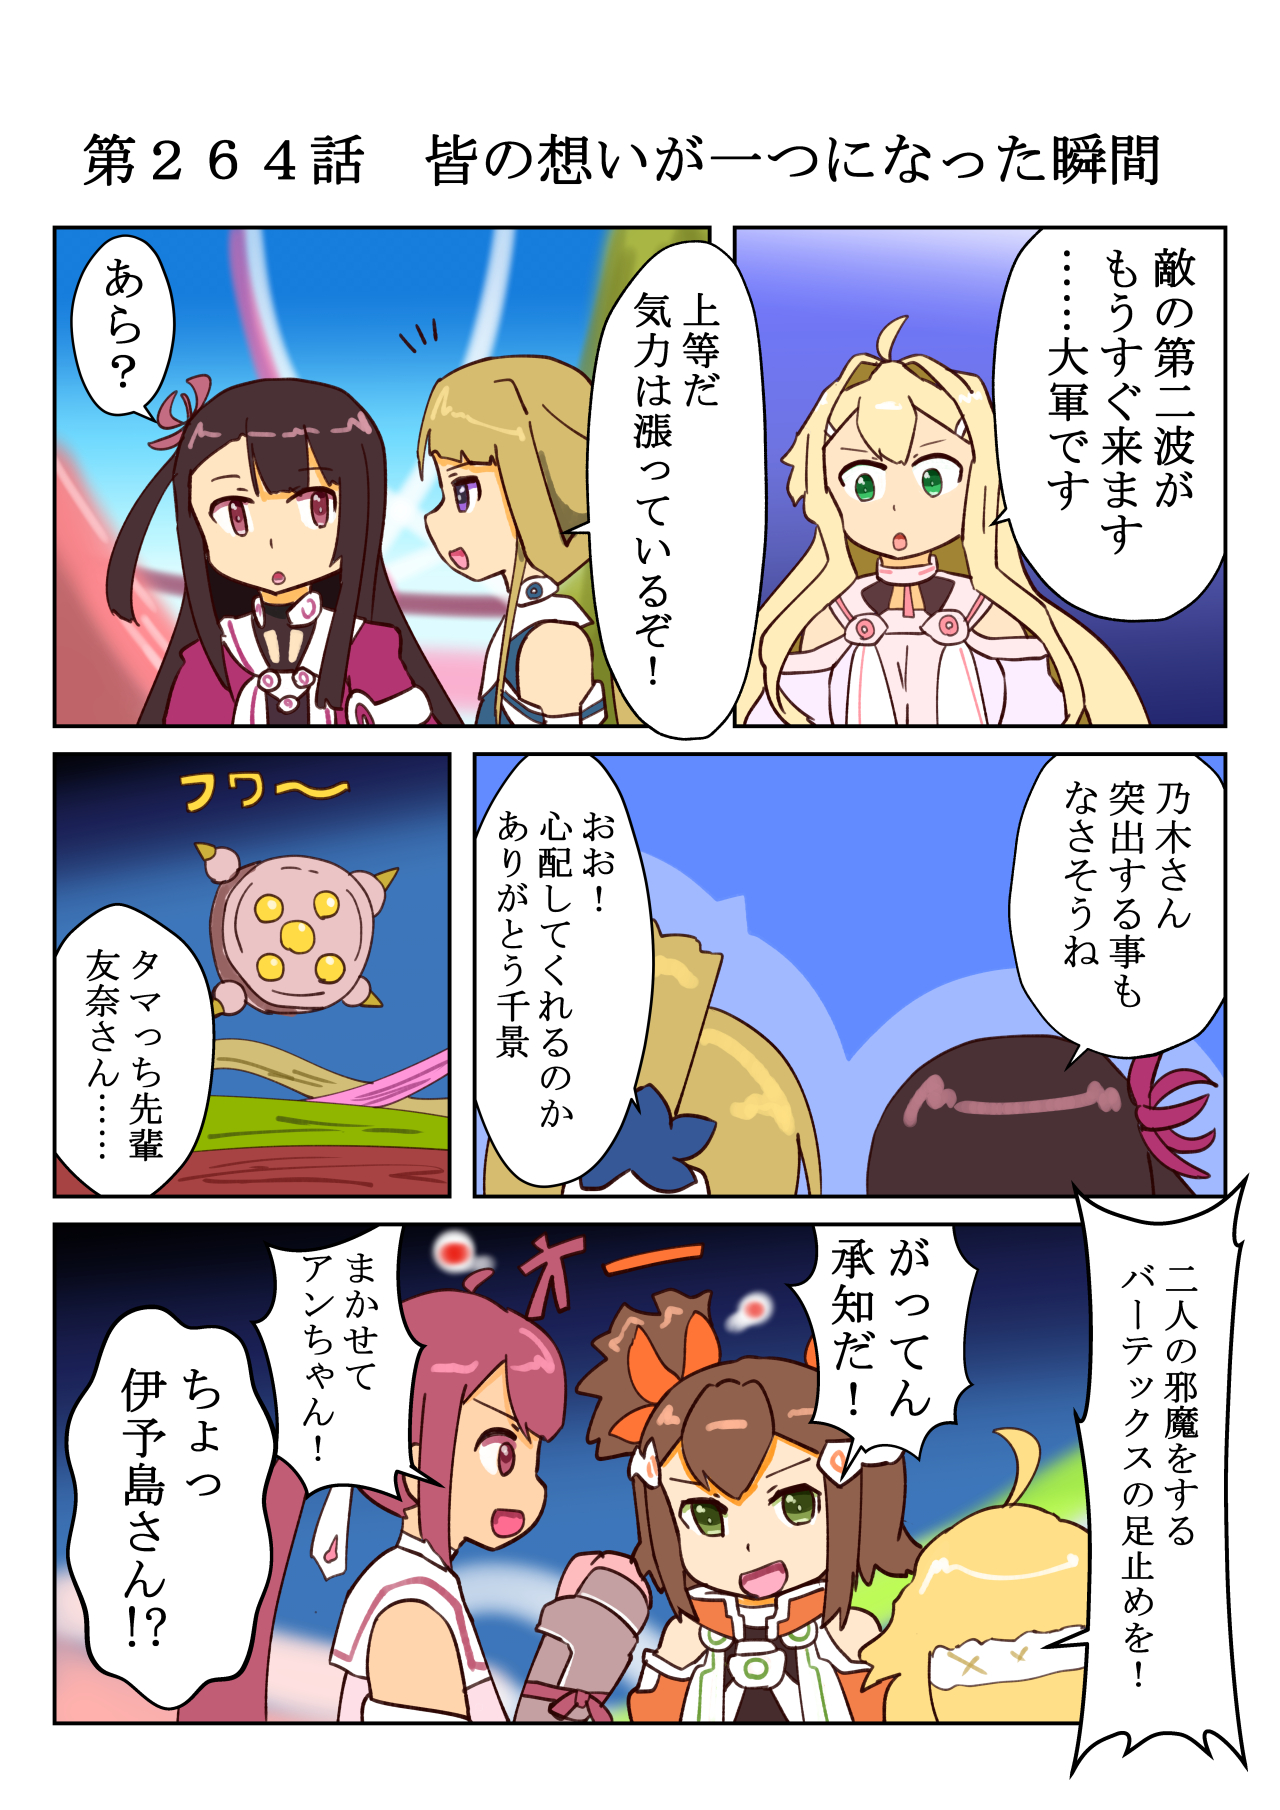 第２６４話　皆の想いが一つになった瞬間
敵の第二波が
もうすぐ来ます
……大軍です
上等だ
気力は漲っているぞ！
あら？
乃木さん
突出する事も
なさそうね
おお！
心配してくれるのか
ありがとう千景
フワ〜
タマっち先輩
友奈さん……
二人の邪魔をする
バーテックスの足止めを！
がってん
承知だ！
オー
まかせて
アンちゃん！
ちょっ
伊予島さん!?